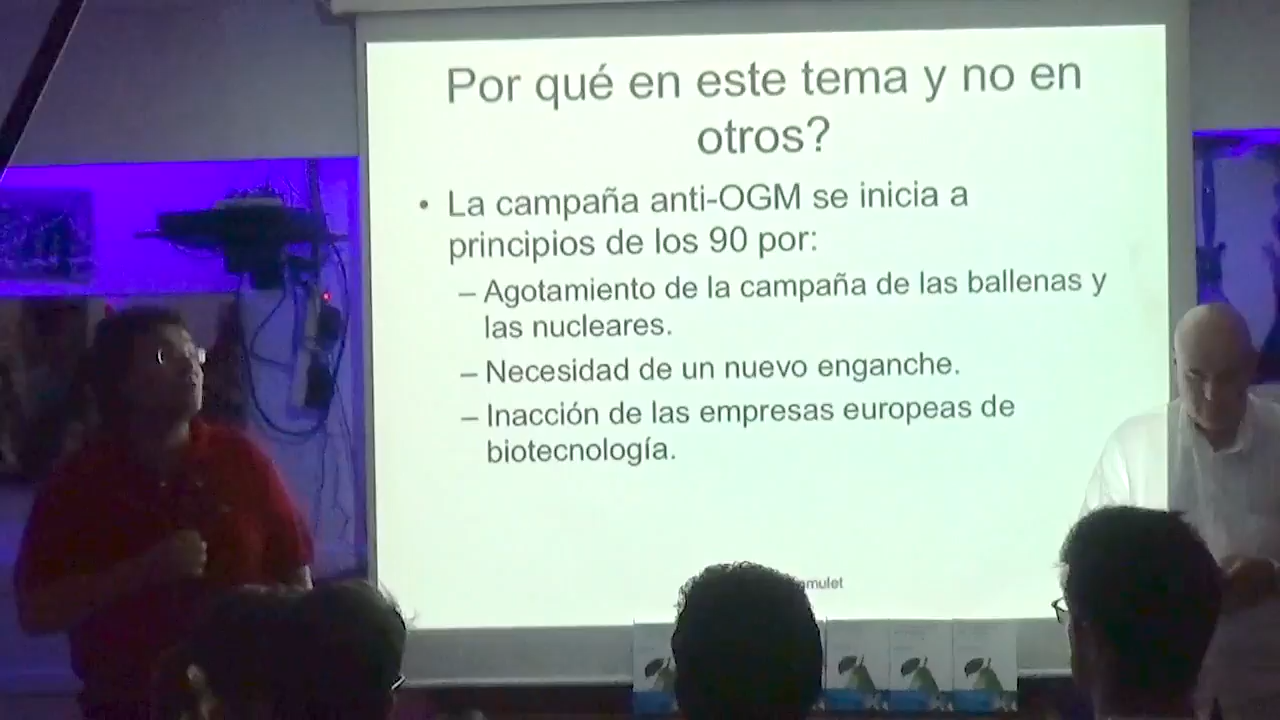 Por qué en este tema y no en
otros?
• La campaña anti-OGM se inicia a
principios de los 90 por:
– Agotamiento de la campaña de las ballenas y
las nucleares.
– Necesidad de un nuevo enganche.
– Inacción de las empresas europeas de
biotecnología.